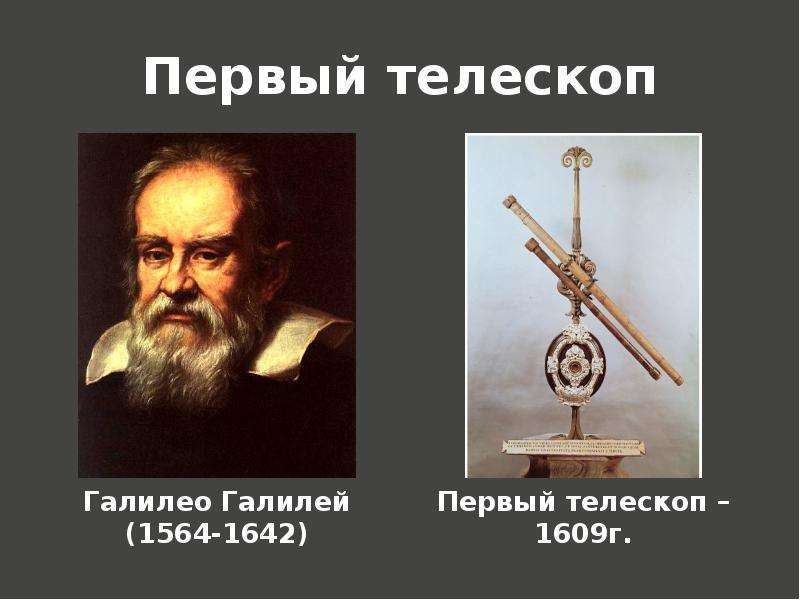 Первый телескоп
Галилео Галилей
(1564-1642)
Первый телескоп –
1609г.